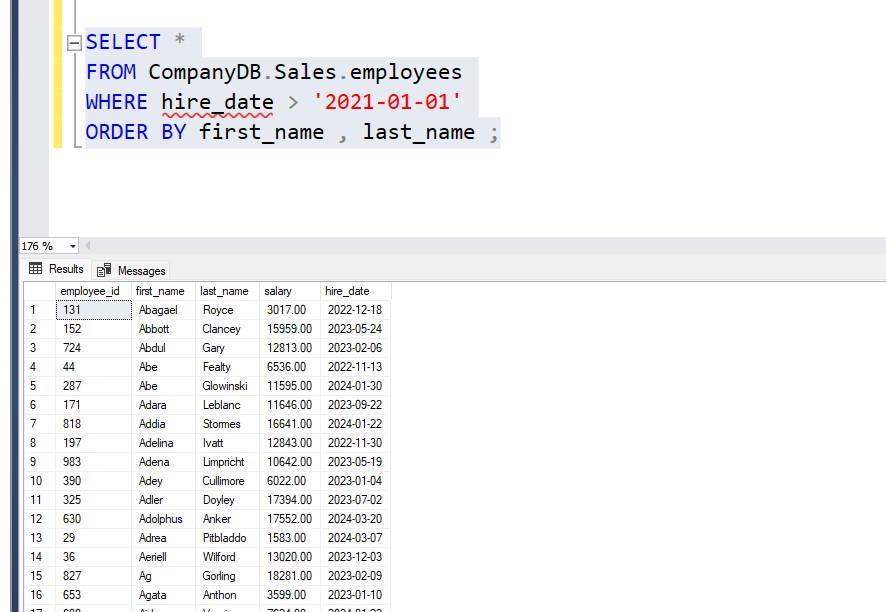 SELECT *
FROM CompanyDB.Sales.employees
WHERE hire_date > '2021-01-01'
ORDER BY first_name , last_name ;
176 %
Results Messages
employee_id first_name last_name salary hire_date
1 131 Abagael Royce 3017.00 2022-12-18
2 152 Abbott Clancey 15959.00 2023-05-24
3 724 Abdul Gary 12813.00 2023-02-06
4 44 Abe Fealty 6536.00 2022-11-13
5 287 Abe Glowinski 11595.00 2024-01-30
6 171 Adara Leblanc 11646.00 2023-09-22
7 818 Addia Stormes 16641.00 2024-01-22
8 197 Adelina Ivatt 12843.00 2022-11-30
9 983 Adena Limpricht 10642.00 2023-05-19
10 390 Adey Cullimore 6022.00 2023-01-04
11 325 Adler Doyley 17394.00 2023-07-02
12 630 Adolphus Anker 17552.00 2024-03-20
13 29 Adrea Pitbladdo 1583.00 2024-03-07
14 36 Aeriell Wilford 13020.00 2023-12-03
15 827 Ag Gorling 18281.00 2023-02-09
16 653 Agata Anthon 3599.00 2023-01-10
17